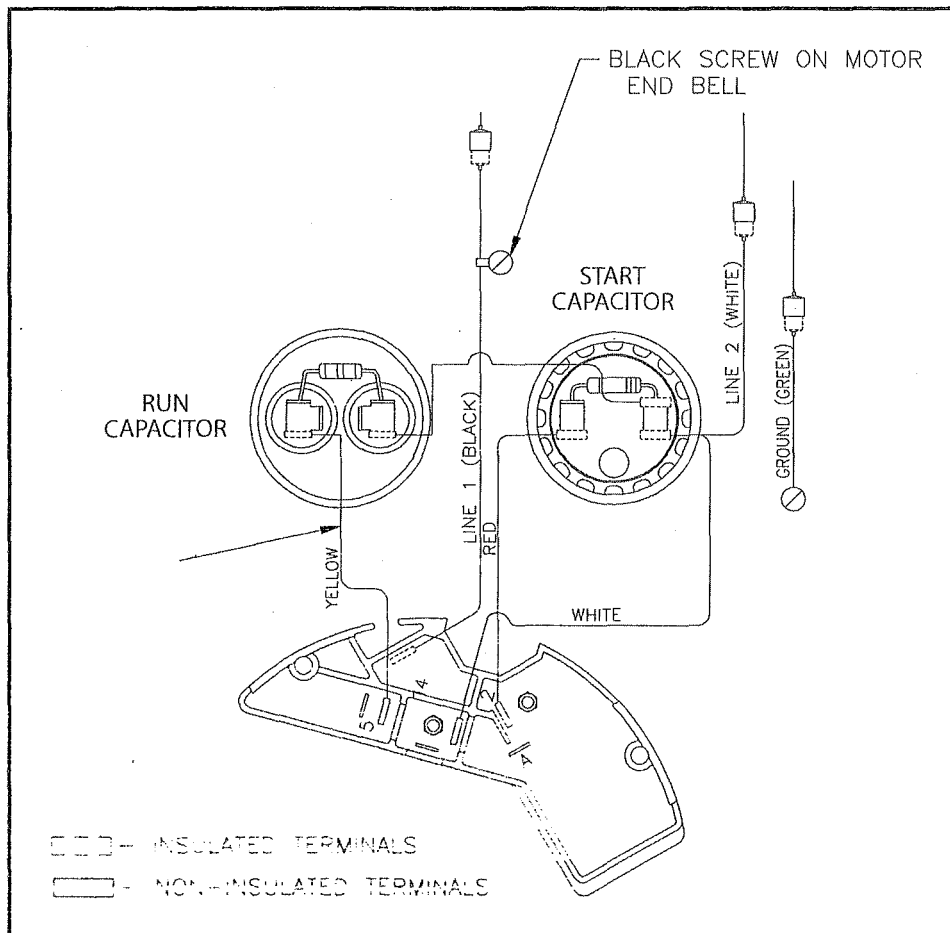 BLACK SCREW ON MOTOR
END BELL
START
CAPACITOR
LINE 2 (WHITE)
GROUND (GREEN)
RUN
CAPACITOR
LINE 1 (BLACK)
RED
YELLOW
WHITE
5
4
2
A
- INSULATED TERMINALS
- NON-INSULATED TERMINALS